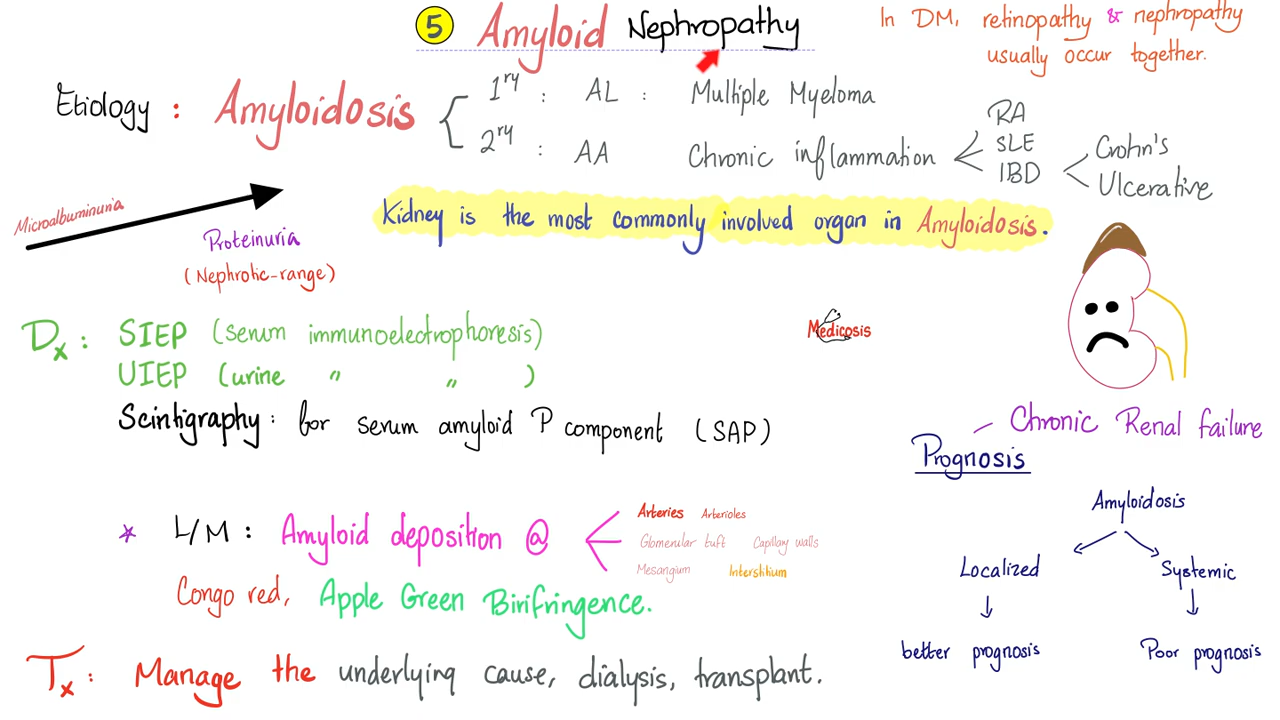 5 Amyloid Nephropathy
In DM, retinopathy & nephropathy
usually occur together.
Etiology : Amyloidosis
1ry : AL : Multiple Myeloma
2ry : AA Chronic inflammation
RA
SLE
IBD
Crohn's
Ulcerative
Microalbuminuria
Proteinuria
(Nephrotic-range)
Kidney is the most commonly involved organ in Amyloidosis.
Dx : SIEP (serum immunoelectrophoresis)
UIEP (urine " " )
Scintigraphy : for serum amyloid P component (SAP)
Medicosis
Chronic Renal failure
Prognosis
Amyloidosis
Localized Systemic
better prognosis Poor prognosis
* L/M : Amyloid deposition @
Arteries Arterioles
Glomerular tuft Capillary walls
Mesangium Interstitium
Congo red, Apple Green Birifringence.
Tx : Manage the underlying cause, dialysis, transplant.